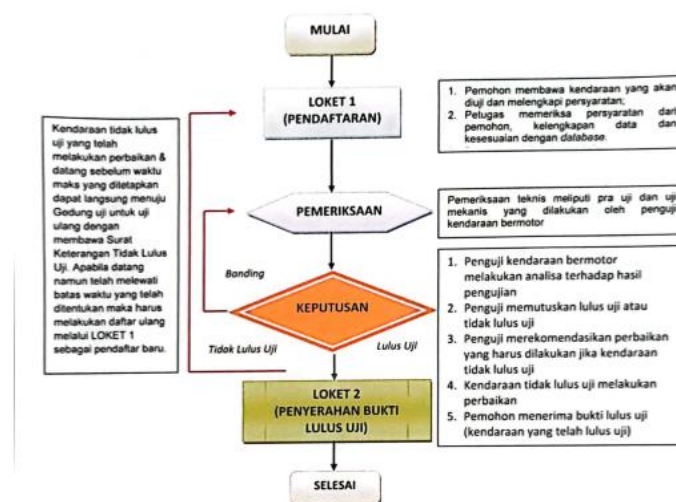 MULAI
LOKET 1
(PENDAFTARAN)
1. Pemohon membawa kendaraan yang akan
diuji dan melengkapi persyaratan;
2. Petugas memeriksa persyaratan dari
pemohon, kelengkapan data dan
kesesuaian dengan database.
Kendaraan tidak lulus
uji yang telah
melakukan perbaikan &
datang sebelum waktu
maks yang ditetapkan
dapat langsung menuju
Gedung uji untuk uji
ulang dengan
membawa Surat
Keterangan Tidak Lulus
Uji. Apabila datang
namun telah melewati
batas waktu yang telah
ditentukan maka harus
melakukan daftar ulang
melalui LOKET 1
sebagai pendaftar baru.
PEMERIKSAAN
Pemeriksaan teknis meliputi pra uji dan uji
mekanis yang dilakukan oleh penguji
kendaraan bermotor
Banding
KEPUTUSAN
Tidak Lulus Uji
Lulus Uji
1. Penguji kendaraan bermotor
melakukan analisa terhadap hasil
pengujian
2. Penguji memutuskan lulus uji atau
tidak lulus uji
3. Penguji merekomendasikan perbaikan
yang harus dilakukan jika kendaraan
tidak lulus uji
4. Kendaraan tidak lulus uji melakukan
perbaikan
5. Pemohon menerima bukti lulus uji
(kendaraan yang telah lulus uji)
LOKET 2
(PENYERAHAN BUKTI
LULUS UJI)
SELESAI